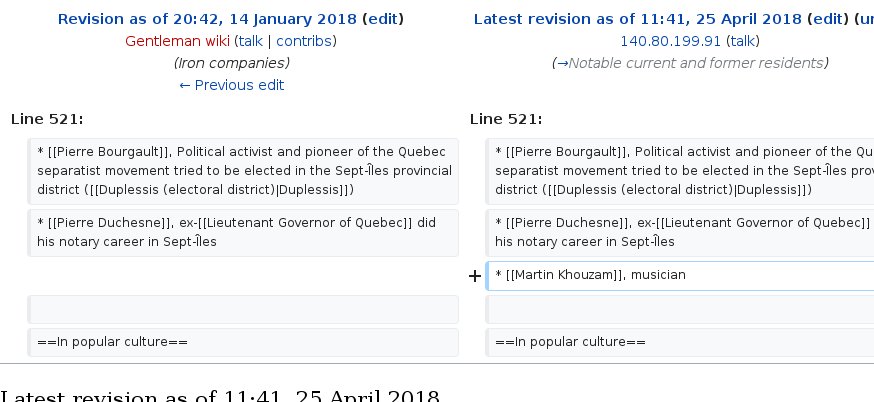 Revision as of 20:42, 14 January 2018 (edit)
Gentleman wiki (talk | contribs)
(Iron companies)
← Previous edit
Latest revision as of 11:41, 25 April 2018 (edit) (
140.80.199.91 (talk)
(→Notable current and former residents)
Line 521:
Line 521:
* [[Pierre Bourgault]], Political activist and pioneer of the Quebec
separatist movement tried to be elected in the Sept-Îles provincial
district ([[Duplessis (electoral district)|Duplessis]])
* [[Pierre Bourgault]], Political activist and pioneer of the
separatist movement tried to be elected in the Sept-Îles
district ([[Duplessis (electoral district)|Duplessis]])
* [[Pierre Duchesne]], ex-[[Lieutenant Governor of Quebec]] did
his notary career in Sept-Îles
* [[Pierre Duchesne]], ex-[[Lieutenant Governor of Quebec]]
his notary career in Sept-Îles
+ * [[Martin Khouzam]], musician
==In popular culture==
==In popular culture==
Latest revision as of 11:41, 25 April 2018